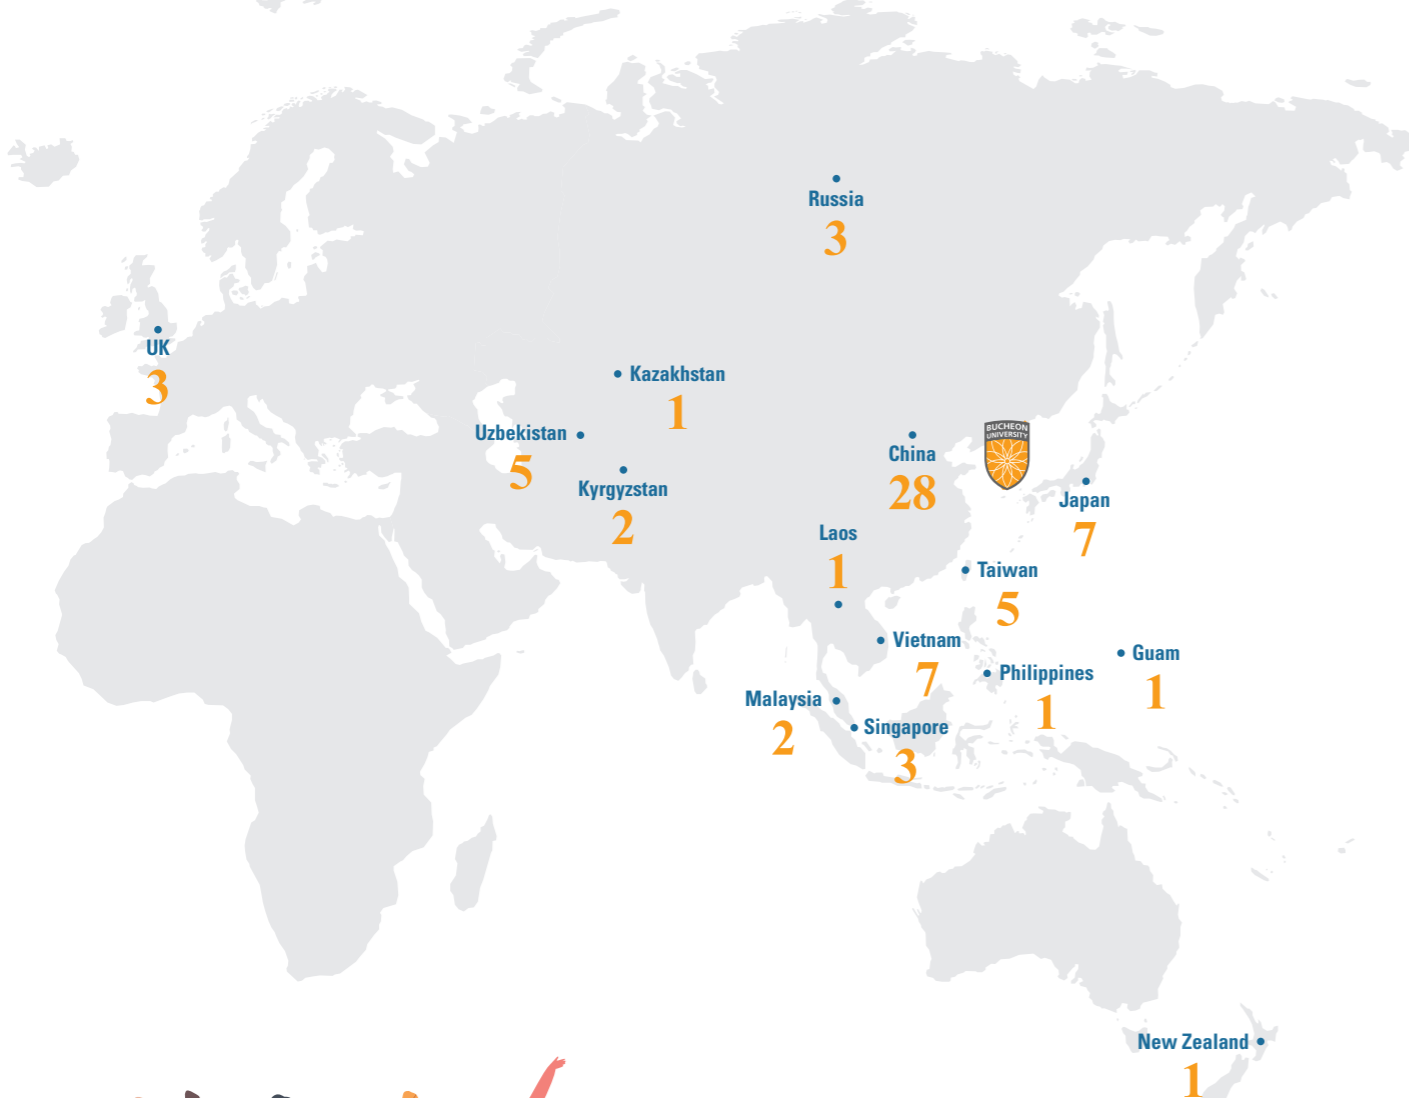 Russia
3
UK
3
Kazakhstan
1
Uzbekistan
5
Kyrgyzstan
2
China
28
BUCHEON
UNIVERSITY
Japan
7
Laos
1
Taiwan
5
Vietnam
7
Guam
1
Philippines
1
Malaysia
2
Singapore
3
New Zealand
1